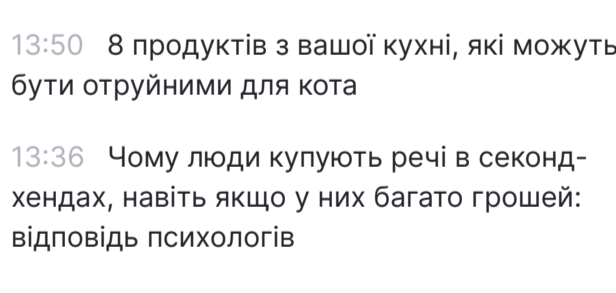 13:50 8 продуктів з вашої кухні, які можуть
бути отруйними для кота
13:36 Чому люди купують речі в секонд-
хендах, навіть якщо у них багато грошей:
відповідь психологів